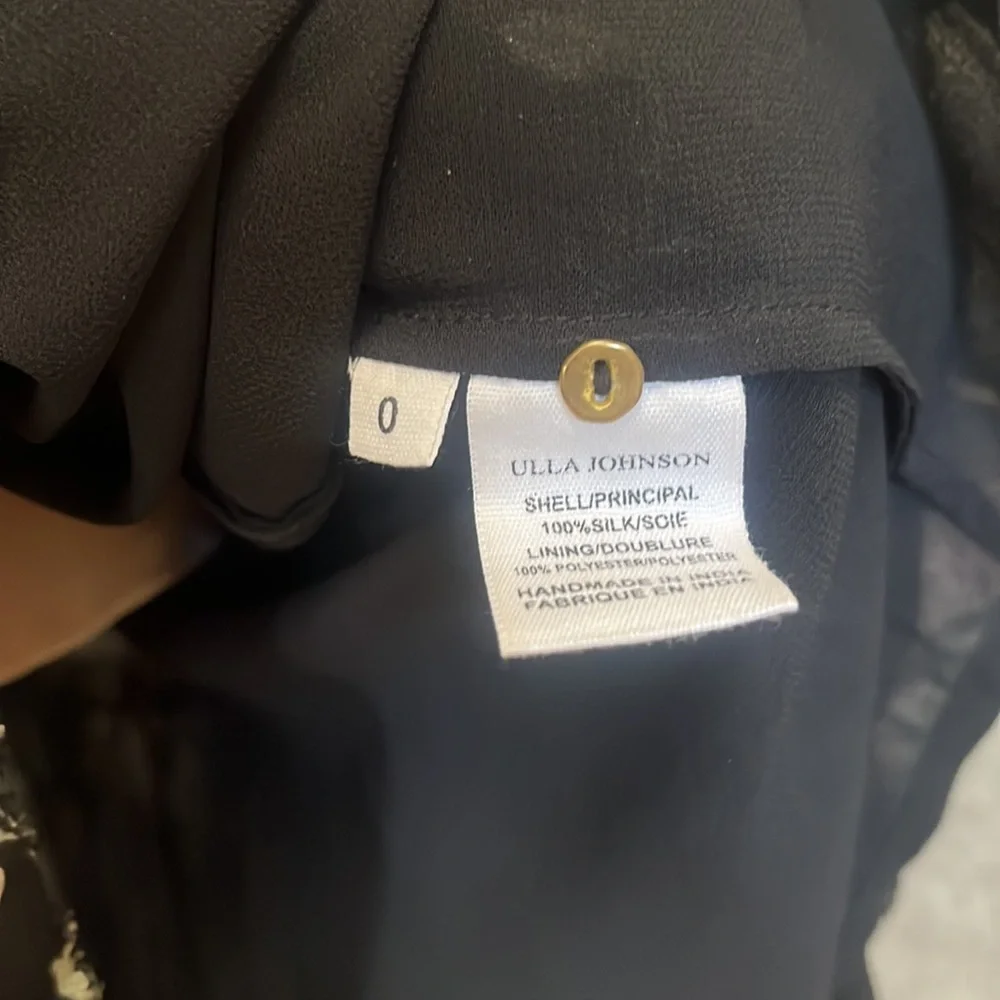 0
ULLA JOHNSON
SHELL/PRINCIPAL
100%SILK/SOIE
LINING/DOUBLURE
100% POLYESTER/POLYESTER
HANDMADE IN INDIA
FABRIQUE EN INDIA